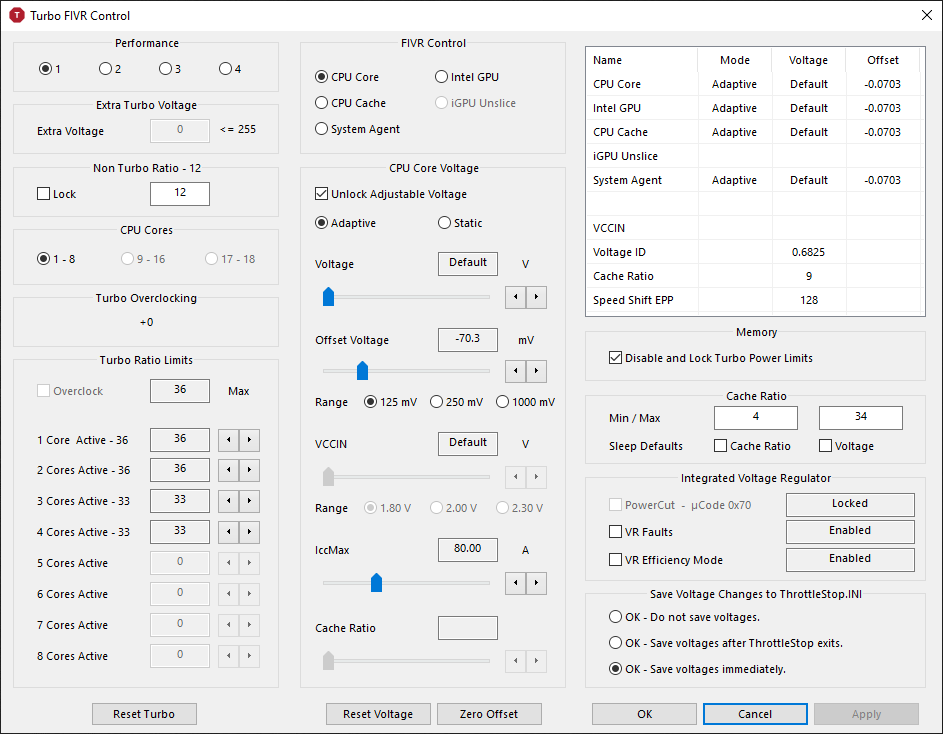 Turbo FIVR Control
Performance
1 2 3 4
Extra Turbo Voltage
Extra Voltage 0 <= 255
Non Turbo Ratio - 12
Lock 12
CPU Cores
1 - 8 9 - 16 17 - 18
Turbo Overclocking
+0
Turbo Ratio Limits
Overclock 36 Max
1 Core Active - 36 36
2 Cores Active - 36 36
3 Cores Active - 33 33
4 Cores Active - 33 33
5 Cores Active 0
6 Cores Active 0
7 Cores Active 0
8 Cores Active 0
Reset Turbo
FIVR Control
CPU Core Intel GPU
CPU Cache iGPU Unslice
System Agent
CPU Core Voltage
Unlock Adjustable Voltage
Adaptive Static
Voltage Default V
Offset Voltage -70.3 mV
Range 125 mV 250 mV 1000 mV
VCCIN Default V
Range 1.80 V 2.00 V 2.30 V
IccMax 80.00 A
Cache Ratio
Reset Voltage Zero Offset
Name Mode Voltage Offset
CPU Core Adaptive Default -0.0703
Intel GPU Adaptive Default -0.0703
CPU Cache Adaptive Default -0.0703
iGPU Unslice
System Agent Adaptive Default -0.0703
VCCIN
Voltage ID 0.6825
Cache Ratio 9
Speed Shift EPP 128
Memory
Disable and Lock Turbo Power Limits
Cache Ratio
Min / Max 4 34
Sleep Defaults Cache Ratio Voltage
Integrated Voltage Regulator
PowerCut - µCode 0x70 Locked
VR Faults Enabled
VR Efficiency Mode Enabled
Save Voltage Changes to ThrottleStop.INI
OK - Do not save voltages.
OK - Save voltages after ThrottleStop exits.
OK - Save voltages immediately.
OK Cancel Apply